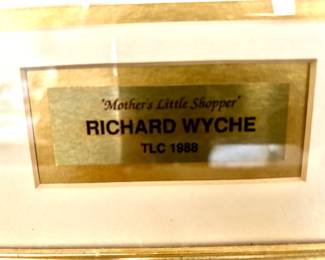 "Mother's Little Shopper"
RICHARD WYCHE
TLC 1988